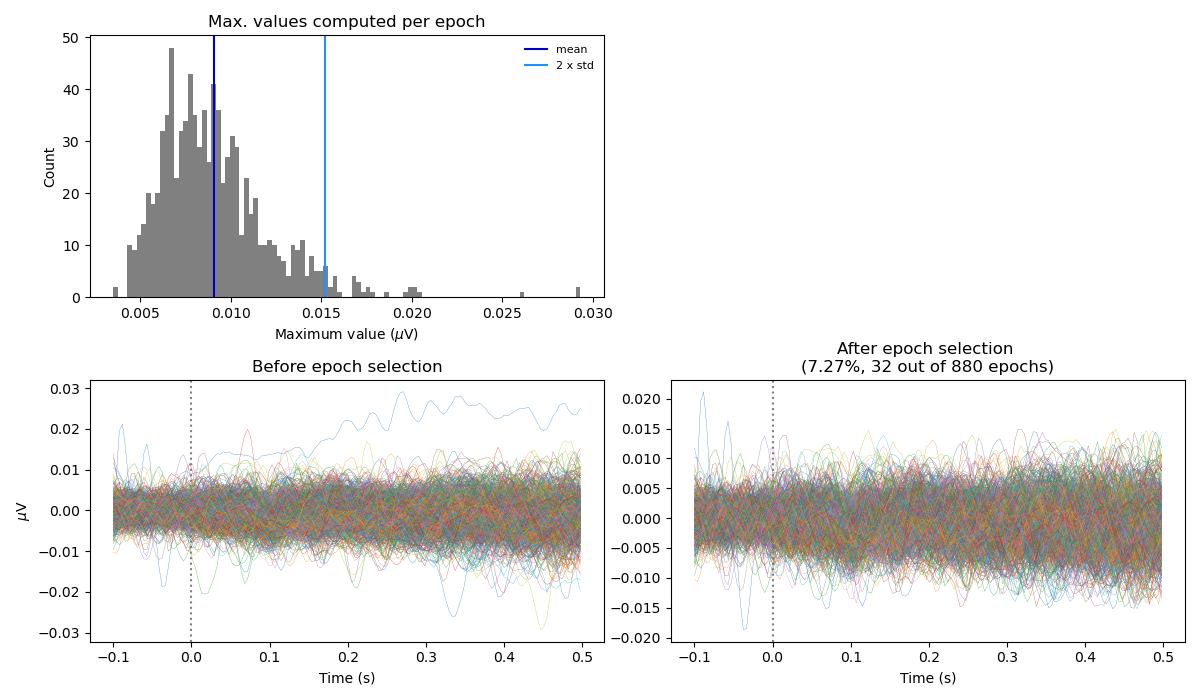 Max. values computed per epoch
50
40
30
20
10
0
Count
mean
2 x std
0.005 0.010 0.015 0.020 0.025 0.030
Maximum value (μV)
Before epoch selection
0.03
0.02
0.01
0.00
−0.01
−0.02
−0.03
μV
−0.1 0.0 0.1 0.2 0.3 0.4 0.5
Time (s)
After epoch selection
(7.27%, 32 out of 880 epochs)
0.020
0.015
0.010
0.005
0.000
−0.005
−0.010
−0.015
−0.020
−0.1 0.0 0.1 0.2 0.3 0.4 0.5
Time (s)